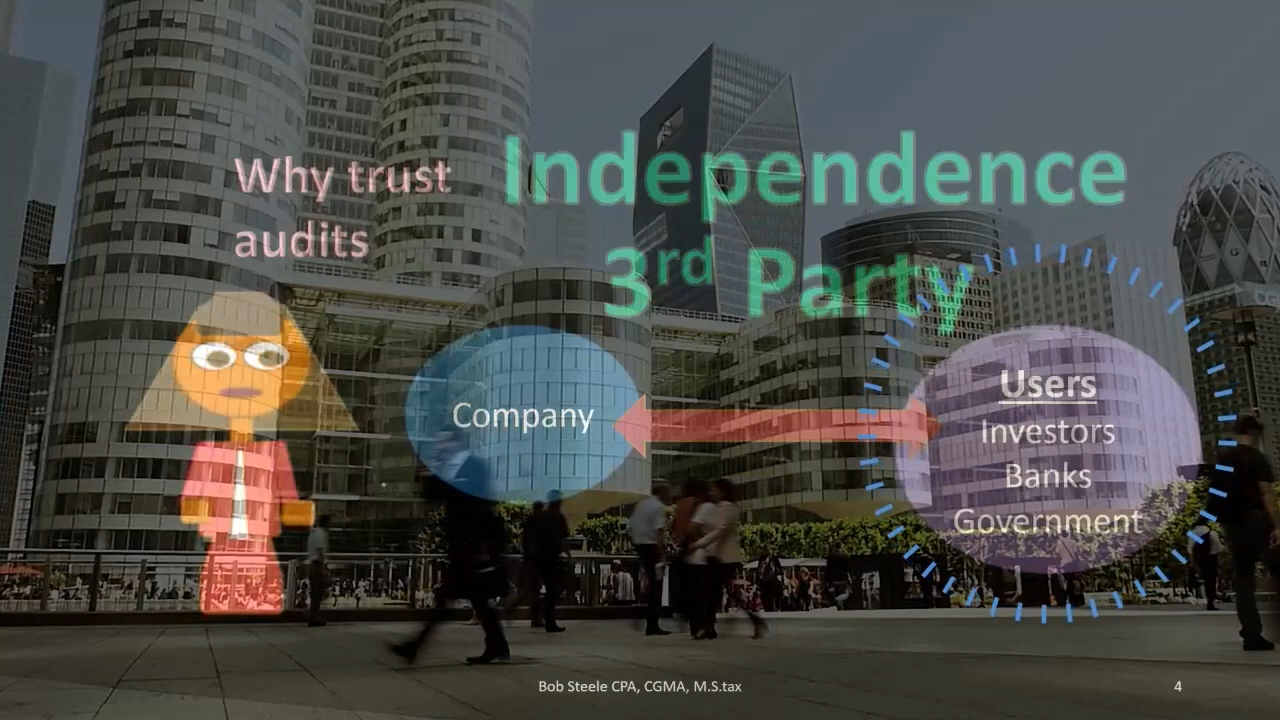 Why trust
audits
Independence
3rd Party
Company
Users
Investors
Banks
Government
Bob Steele CPA, CGMA, M.S.tax
4